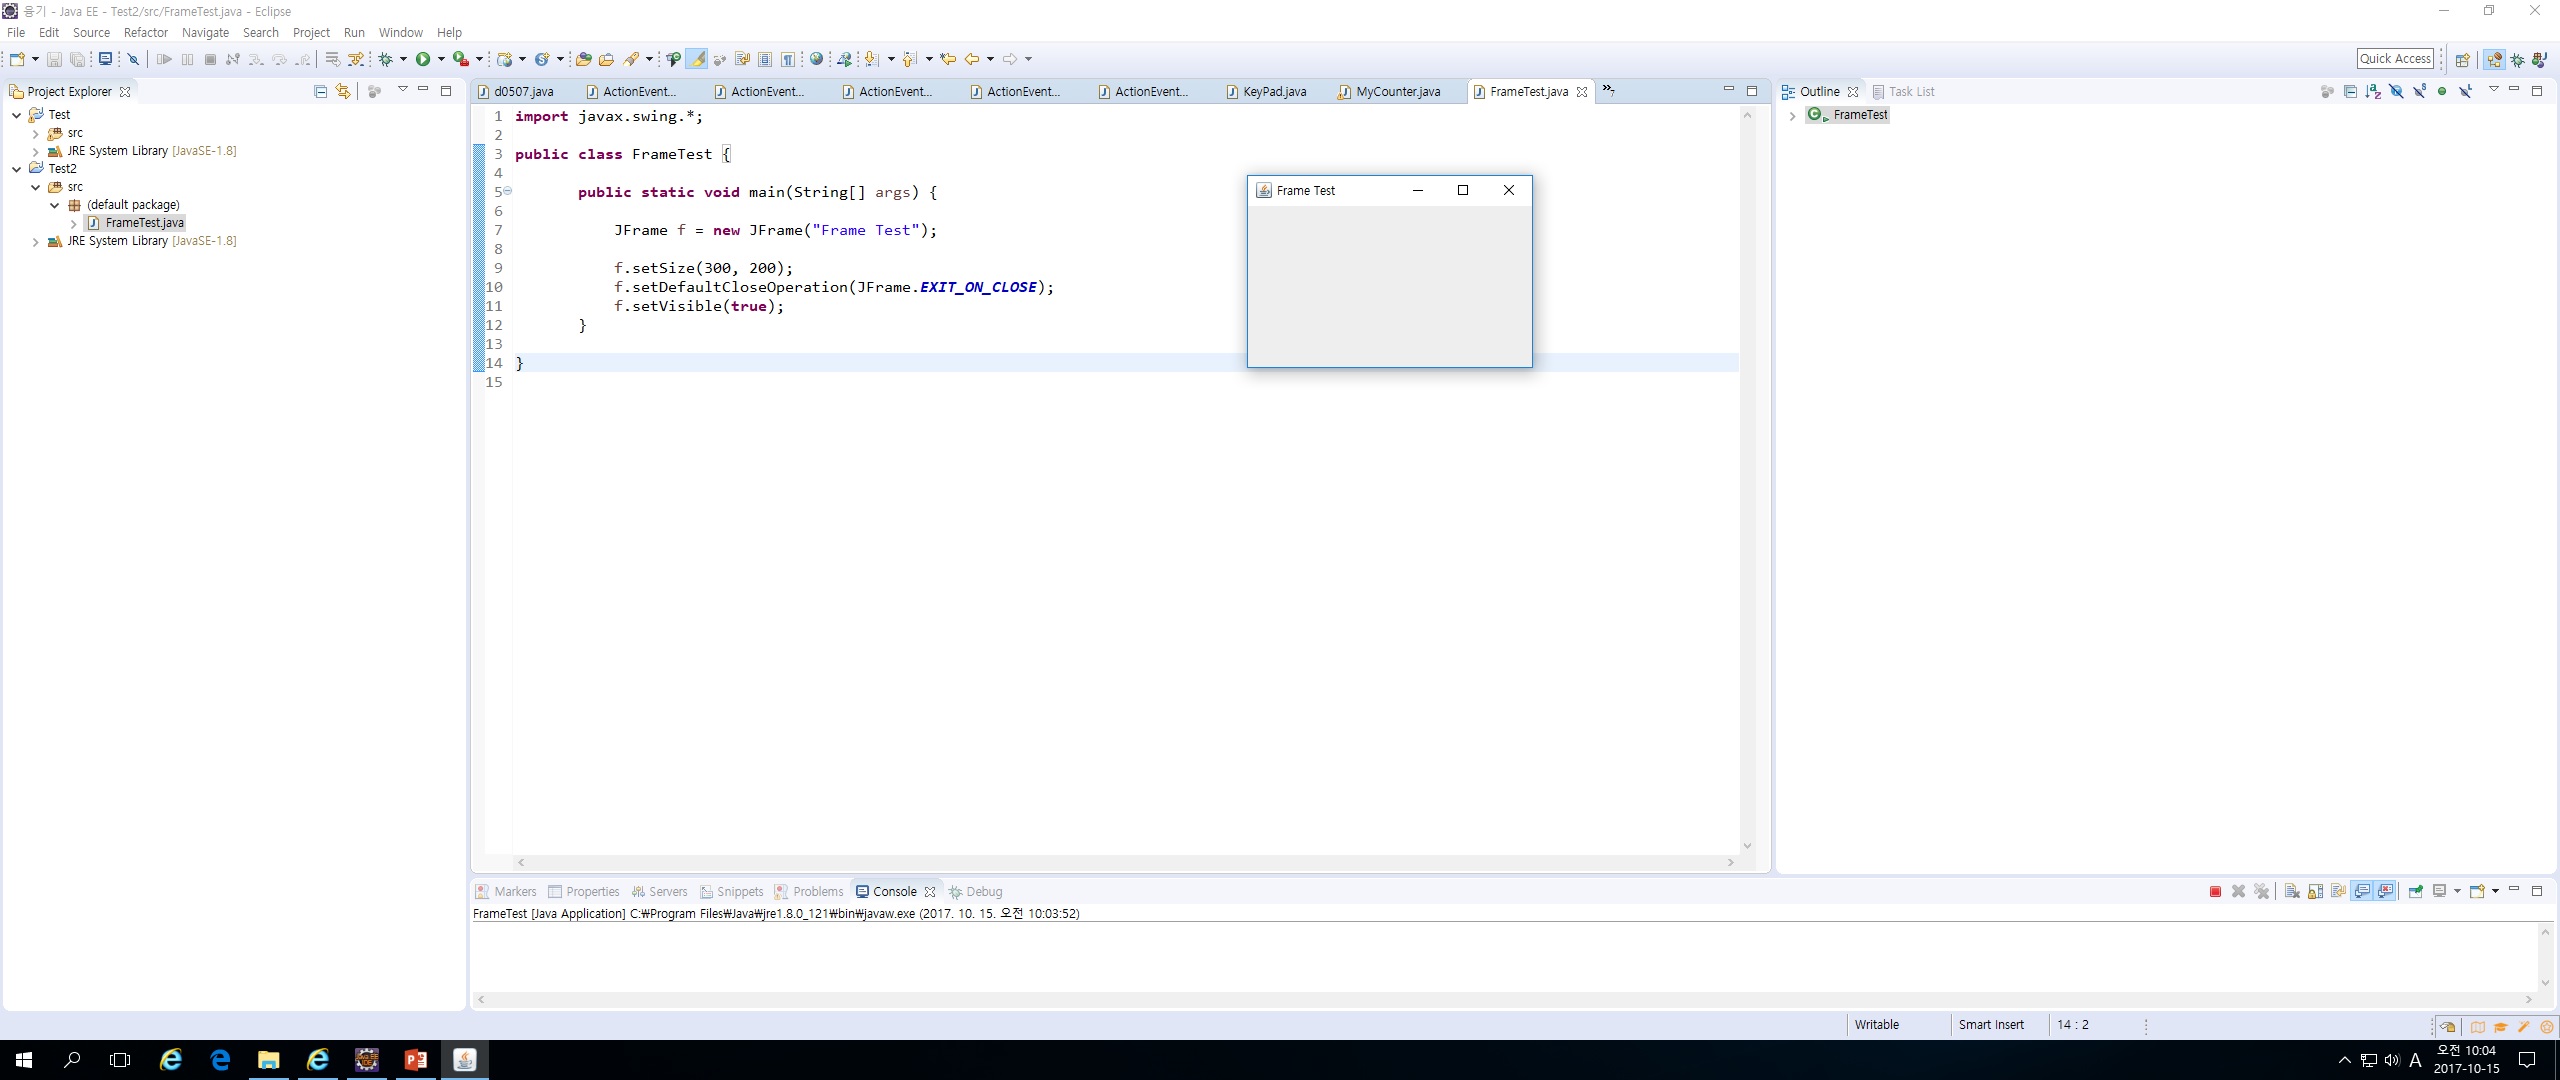 용기 - Java EE - Test2/src/FrameTest.java - Eclipse
File Edit Source Refactor Navigate Search Project Run Window Help
Quick Access
Project Explorer
Test
src
JRE System Library [JavaSE-1.8]
Test2
src
(default package)
FrameTest.java
JRE System Library [JavaSE-1.8]
d0507.java ActionEvent... ActionEvent... ActionEvent... ActionEvent... ActionEvent... KeyPad.java MyCounter.java FrameTest.java »7
1 import javax.swing.*;
2
3 public class FrameTest {
4
5 public static void main(String[] args) {
6
7 JFrame f = new JFrame("Frame Test");
8
9 f.setSize(300, 200);
10 f.setDefaultCloseOperation(JFrame.EXIT_ON_CLOSE);
11 f.setVisible(true);
12 }
13
14 }
15
Frame Test
Outline Task List
FrameTest
Markers Properties Servers Snippets Problems Console Debug
FrameTest [Java Application] C:₩Program Files₩Java₩jre1.8.0_121₩bin₩javaw.exe (2017. 10. 15. 오전 10:03:52)
Writable Smart Insert 14 : 2
A 오전 10:04
2017-10-15